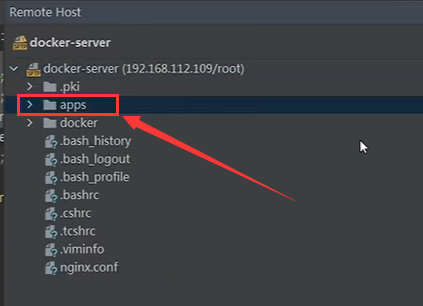 Remote Host
docker-server
docker-server (192.168.112.109/root)
.pki
apps
docker
.bash_history
.bash_logout
.bash_profile
.bashrc
.cshrc
.tcshrc
.viminfo
nginx.conf